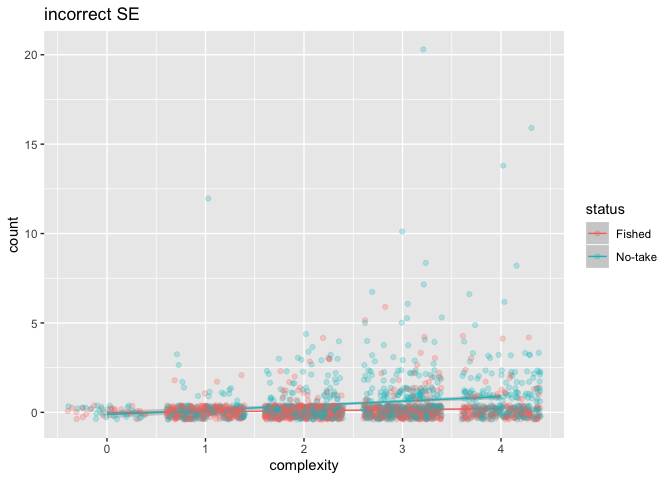 incorrect SE
20
15
10
5
0
count
0 1 2 3 4
complexity
status
Fished
No-take